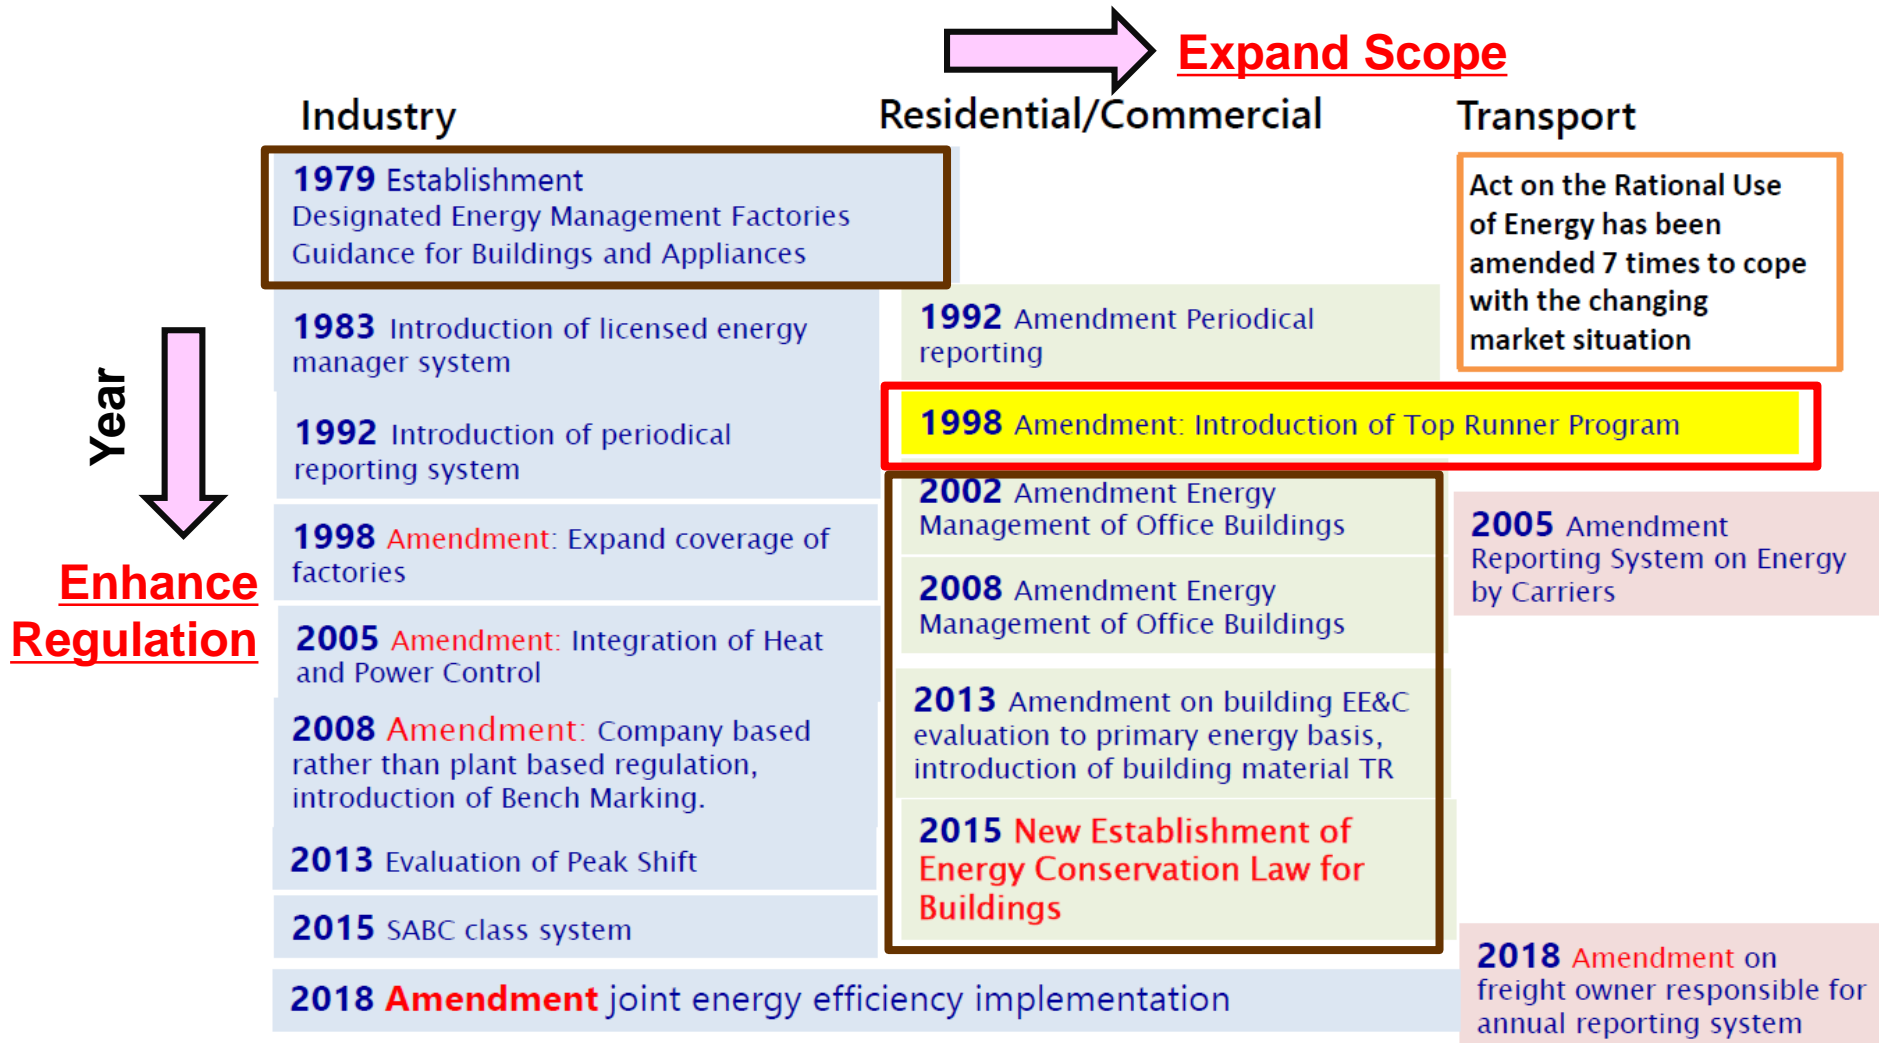 Expand Scope
Industry
Residential/Commercial
Transport
1979 Establishment
Designated Energy Management Factories
Guidance for Buildings and Appliances
Act on the Rational Use
of Energy has been
amended 7 times to cope
with the changing
market situation
Year
Enhance
Regulation
1983 Introduction of licensed energy
manager system
1992 Introduction of periodical
reporting system
1998 Amendment: Expand coverage of
factories
2005 Amendment: Integration of Heat
and Power Control
2008 Amendment: Company based
rather than plant based regulation,
introduction of Bench Marking.
2013 Evaluation of Peak Shift
2015 SABC class system
2018 Amendment joint energy efficiency implementation
1992 Amendment Periodical
reporting
1998 Amendment: Introduction of Top Runner Program
2002 Amendment Energy
Management of Office Buildings
2008 Amendment Energy
Management of Office Buildings
2013 Amendment on building EE&C
evaluation to primary energy basis,
introduction of building material TR
2015 New Establishment of
Energy Conservation Law for
Buildings
2005 Amendment
Reporting System on Energy
by Carriers
2018 Amendment on
freight owner responsible for
annual reporting system